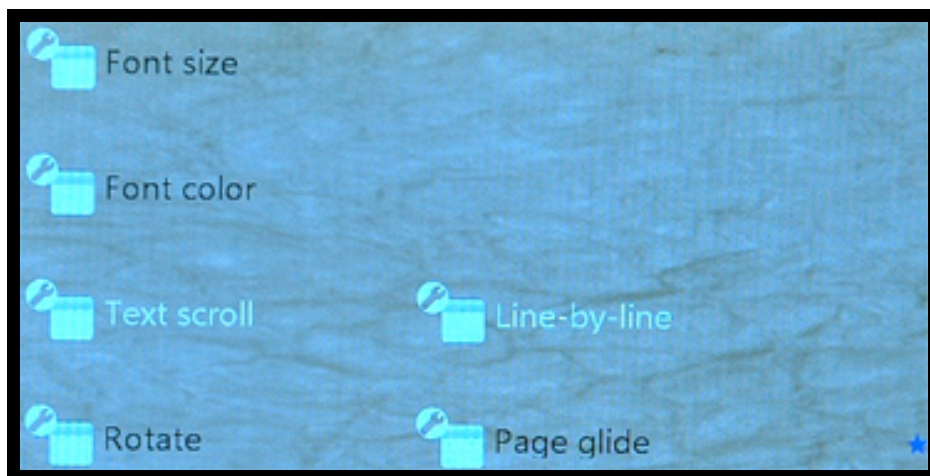 Font size
Font color
Text scroll
Line-by-line
Rotate
Page glide